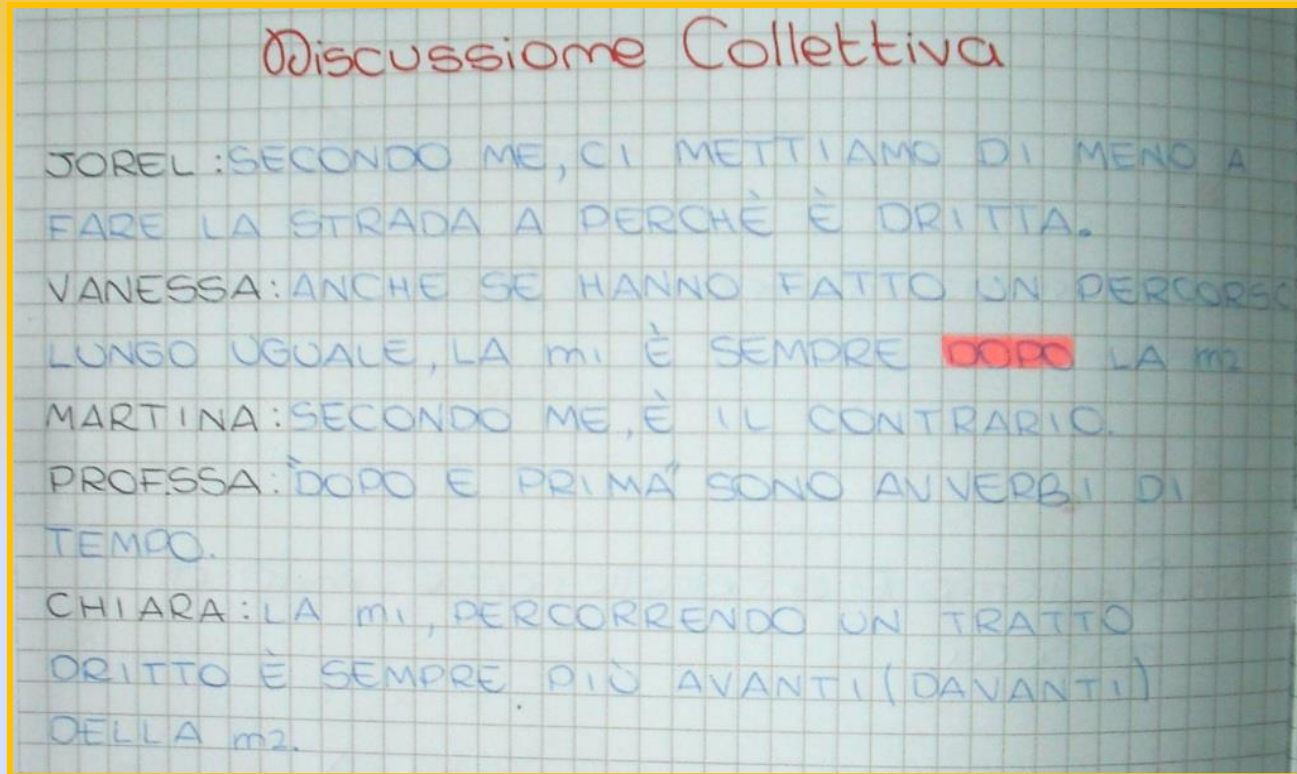 Discussione Collettiva
JOREL: SECONDO ME, CI METTIAMO DI MENO A
FARE LA STRADA A PERCHÈ È DRITTA.
VANESSA: ANCHE SE HANNO FATTO UN PERCORSO
LUNGO UGUALE, LA m1 È SEMPRE DOPO LA m2
MARTINA: SECONDO ME, È IL CONTRARIO.
PROF.SSA: "DOPO E PRIMA" SONO AVVERBI DI
TEMPO.
CHIARA: LA m1, PERCORRENDO UN TRATTO
DRITTO È SEMPRE PIÙ AVANTI (DAVANTI)
DELLA m2.